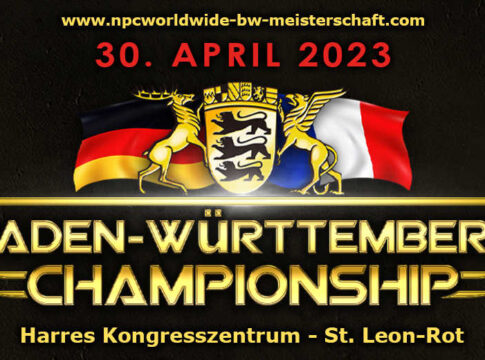 www.npcworldwide-bw-meisterschaft.com
30. APRIL 2023
ADEN-WÜRTTEMBER
CHAMPIONSHIP
Harres Kongresszentrum - St. Leon-Rot